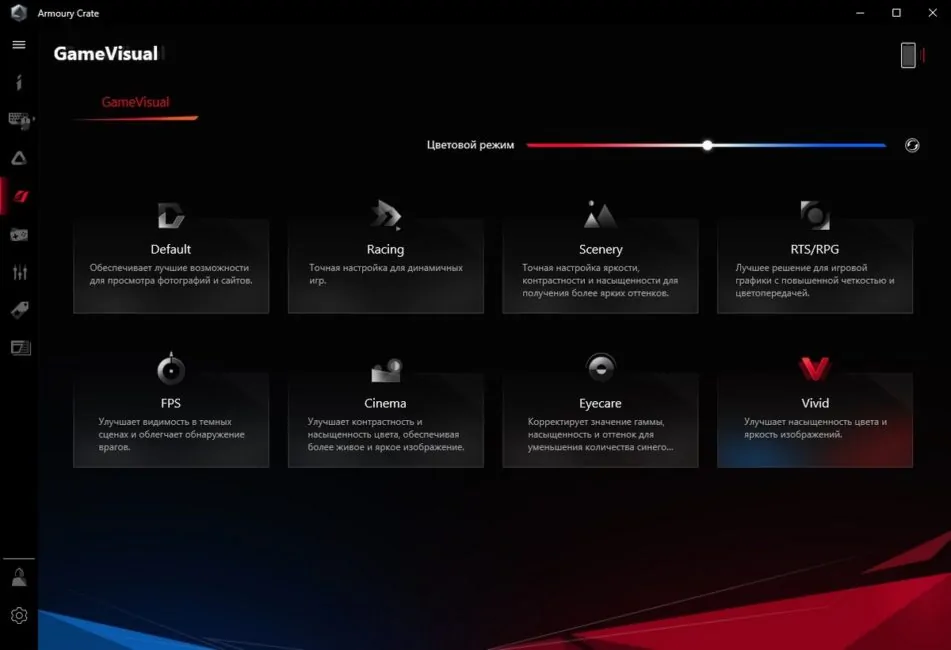 Armoury Crate
GameVisual
GameVisual
Цветовой режим
Default
Обеспечивает лучшие возможности
для просмотра фотографий и сайтов.
Racing
Точная настройка для динамичных
игр.
Scenery
Точная настройка яркости,
контрастности и насыщенности для
получения более ярких оттенков.
RTS/RPG
Лучшее решение для игровой
графики с повышенной четкостью и
цветопередачей.
FPS
Улучшает видимость в темных
сценах и облегчает обнаружение
врагов.
Cinema
Улучшает контрастность и
насыщенность цвета, обеспечивая
более живое и яркое изображение.
Eyecare
Корректирует значение гаммы,
насыщенность и оттенок для
уменьшения количества синего...
Vivid
Улучшает насыщенность цвета и
яркость изображений.